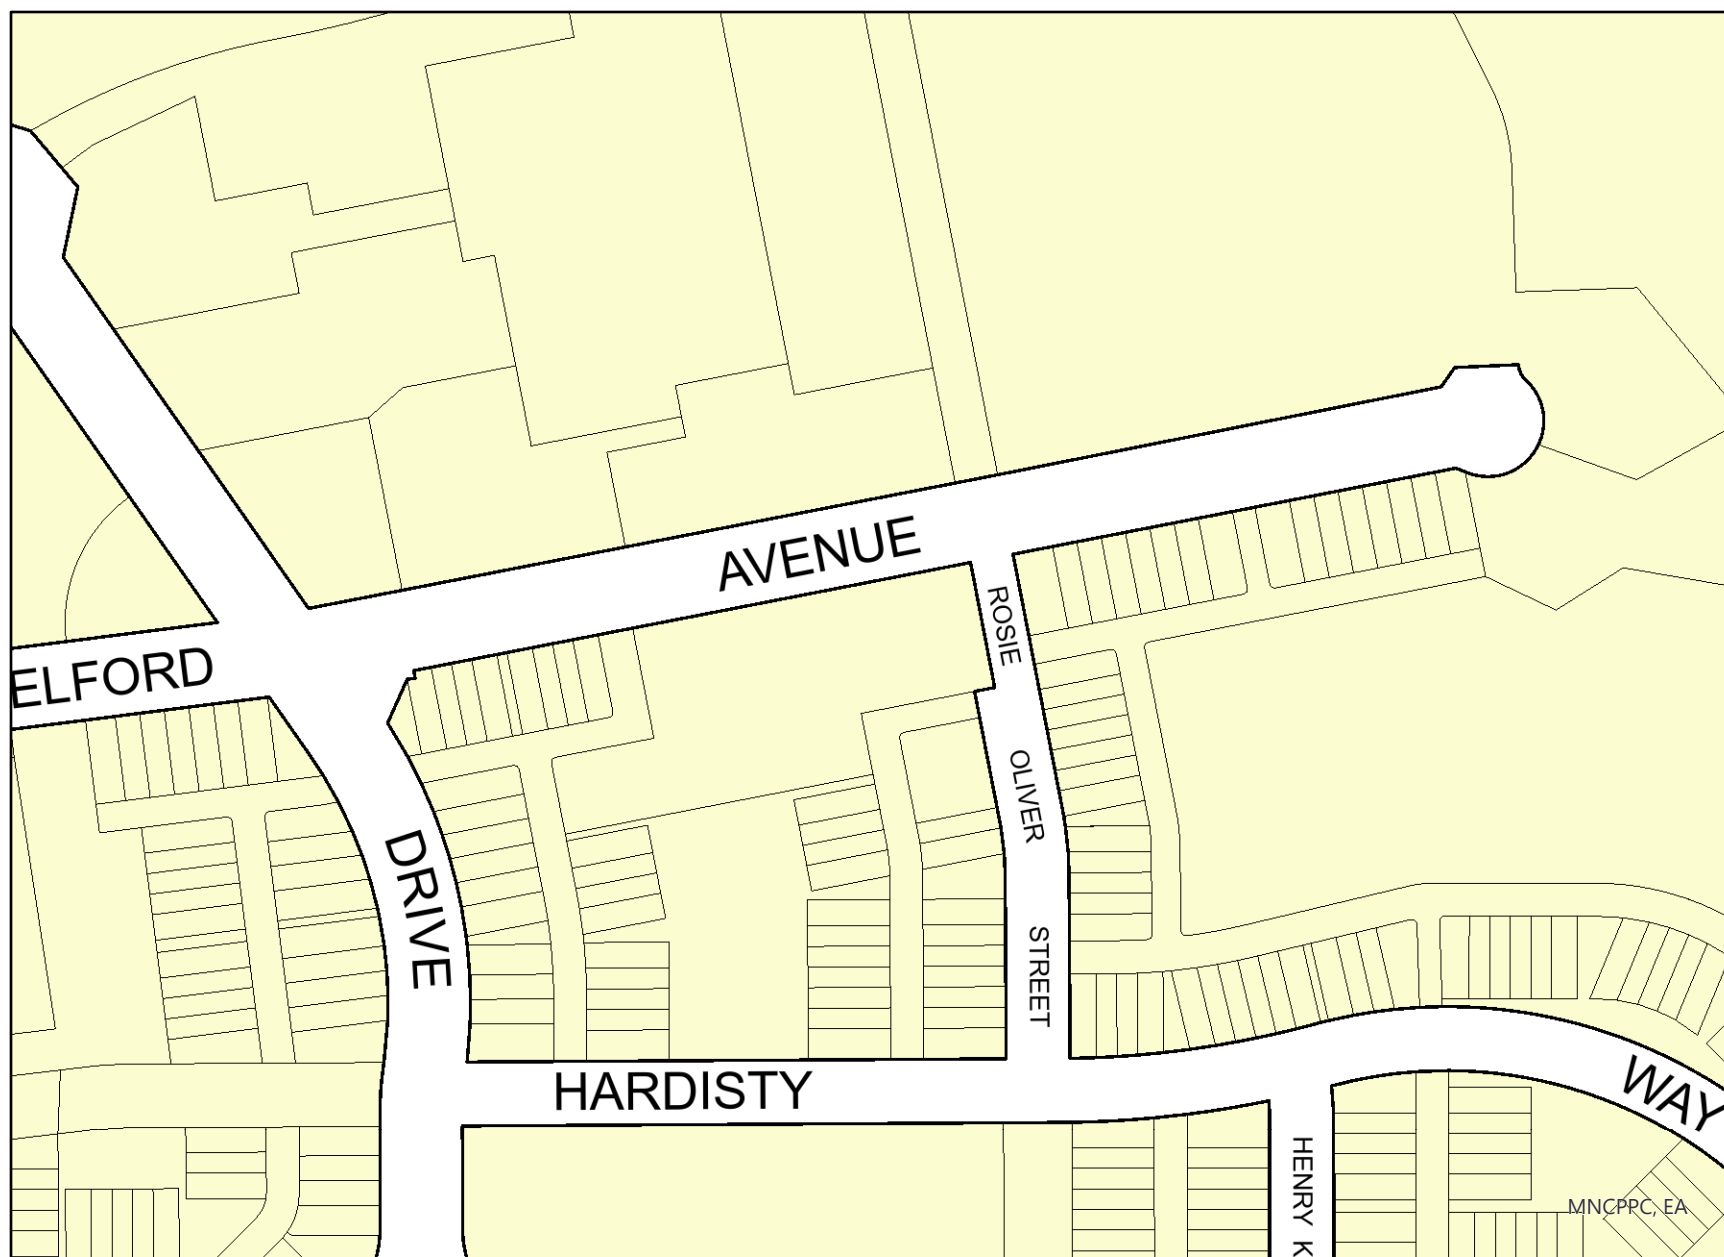 AVENUE
ROSIE
ELFORD
OLIVER
DRIVE
STREET
HARDISTY
WAY
HENRY K
MNCPPC, EA